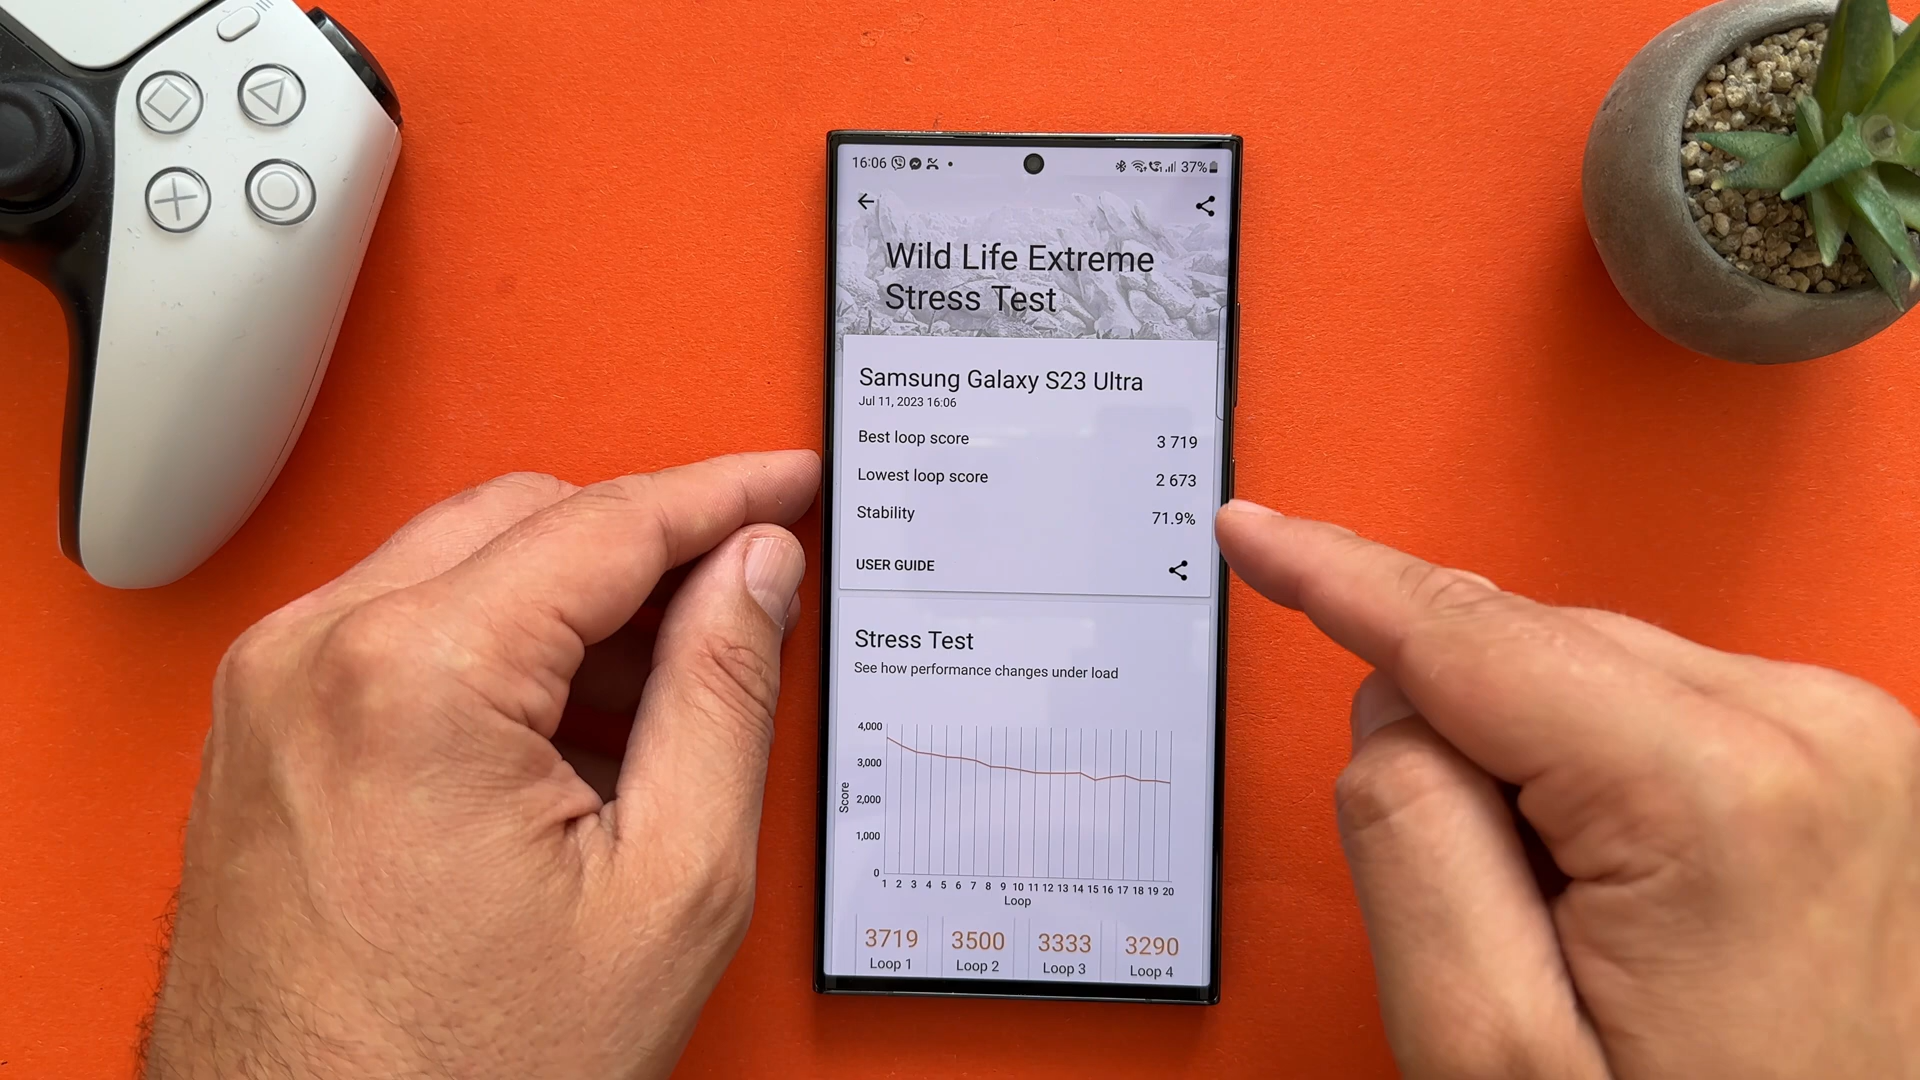 16:06 37%
Wild Life Extreme
Stress Test
Samsung Galaxy S23 Ultra
Jul 11, 2023 16:06
Best loop score 3 719
Lowest loop score 2 673
Stability 71.9%
USER GUIDE
Stress Test
See how performance changes under load
4,000
3,000
2,000
1,000
0
Score
1 2 3 4 5 6 7 8 9 10 11 12 13 14 15 16 17 18 19 20
Loop
3719 3500 3333 3290
Loop 1 Loop 2 Loop 3 Loop 4